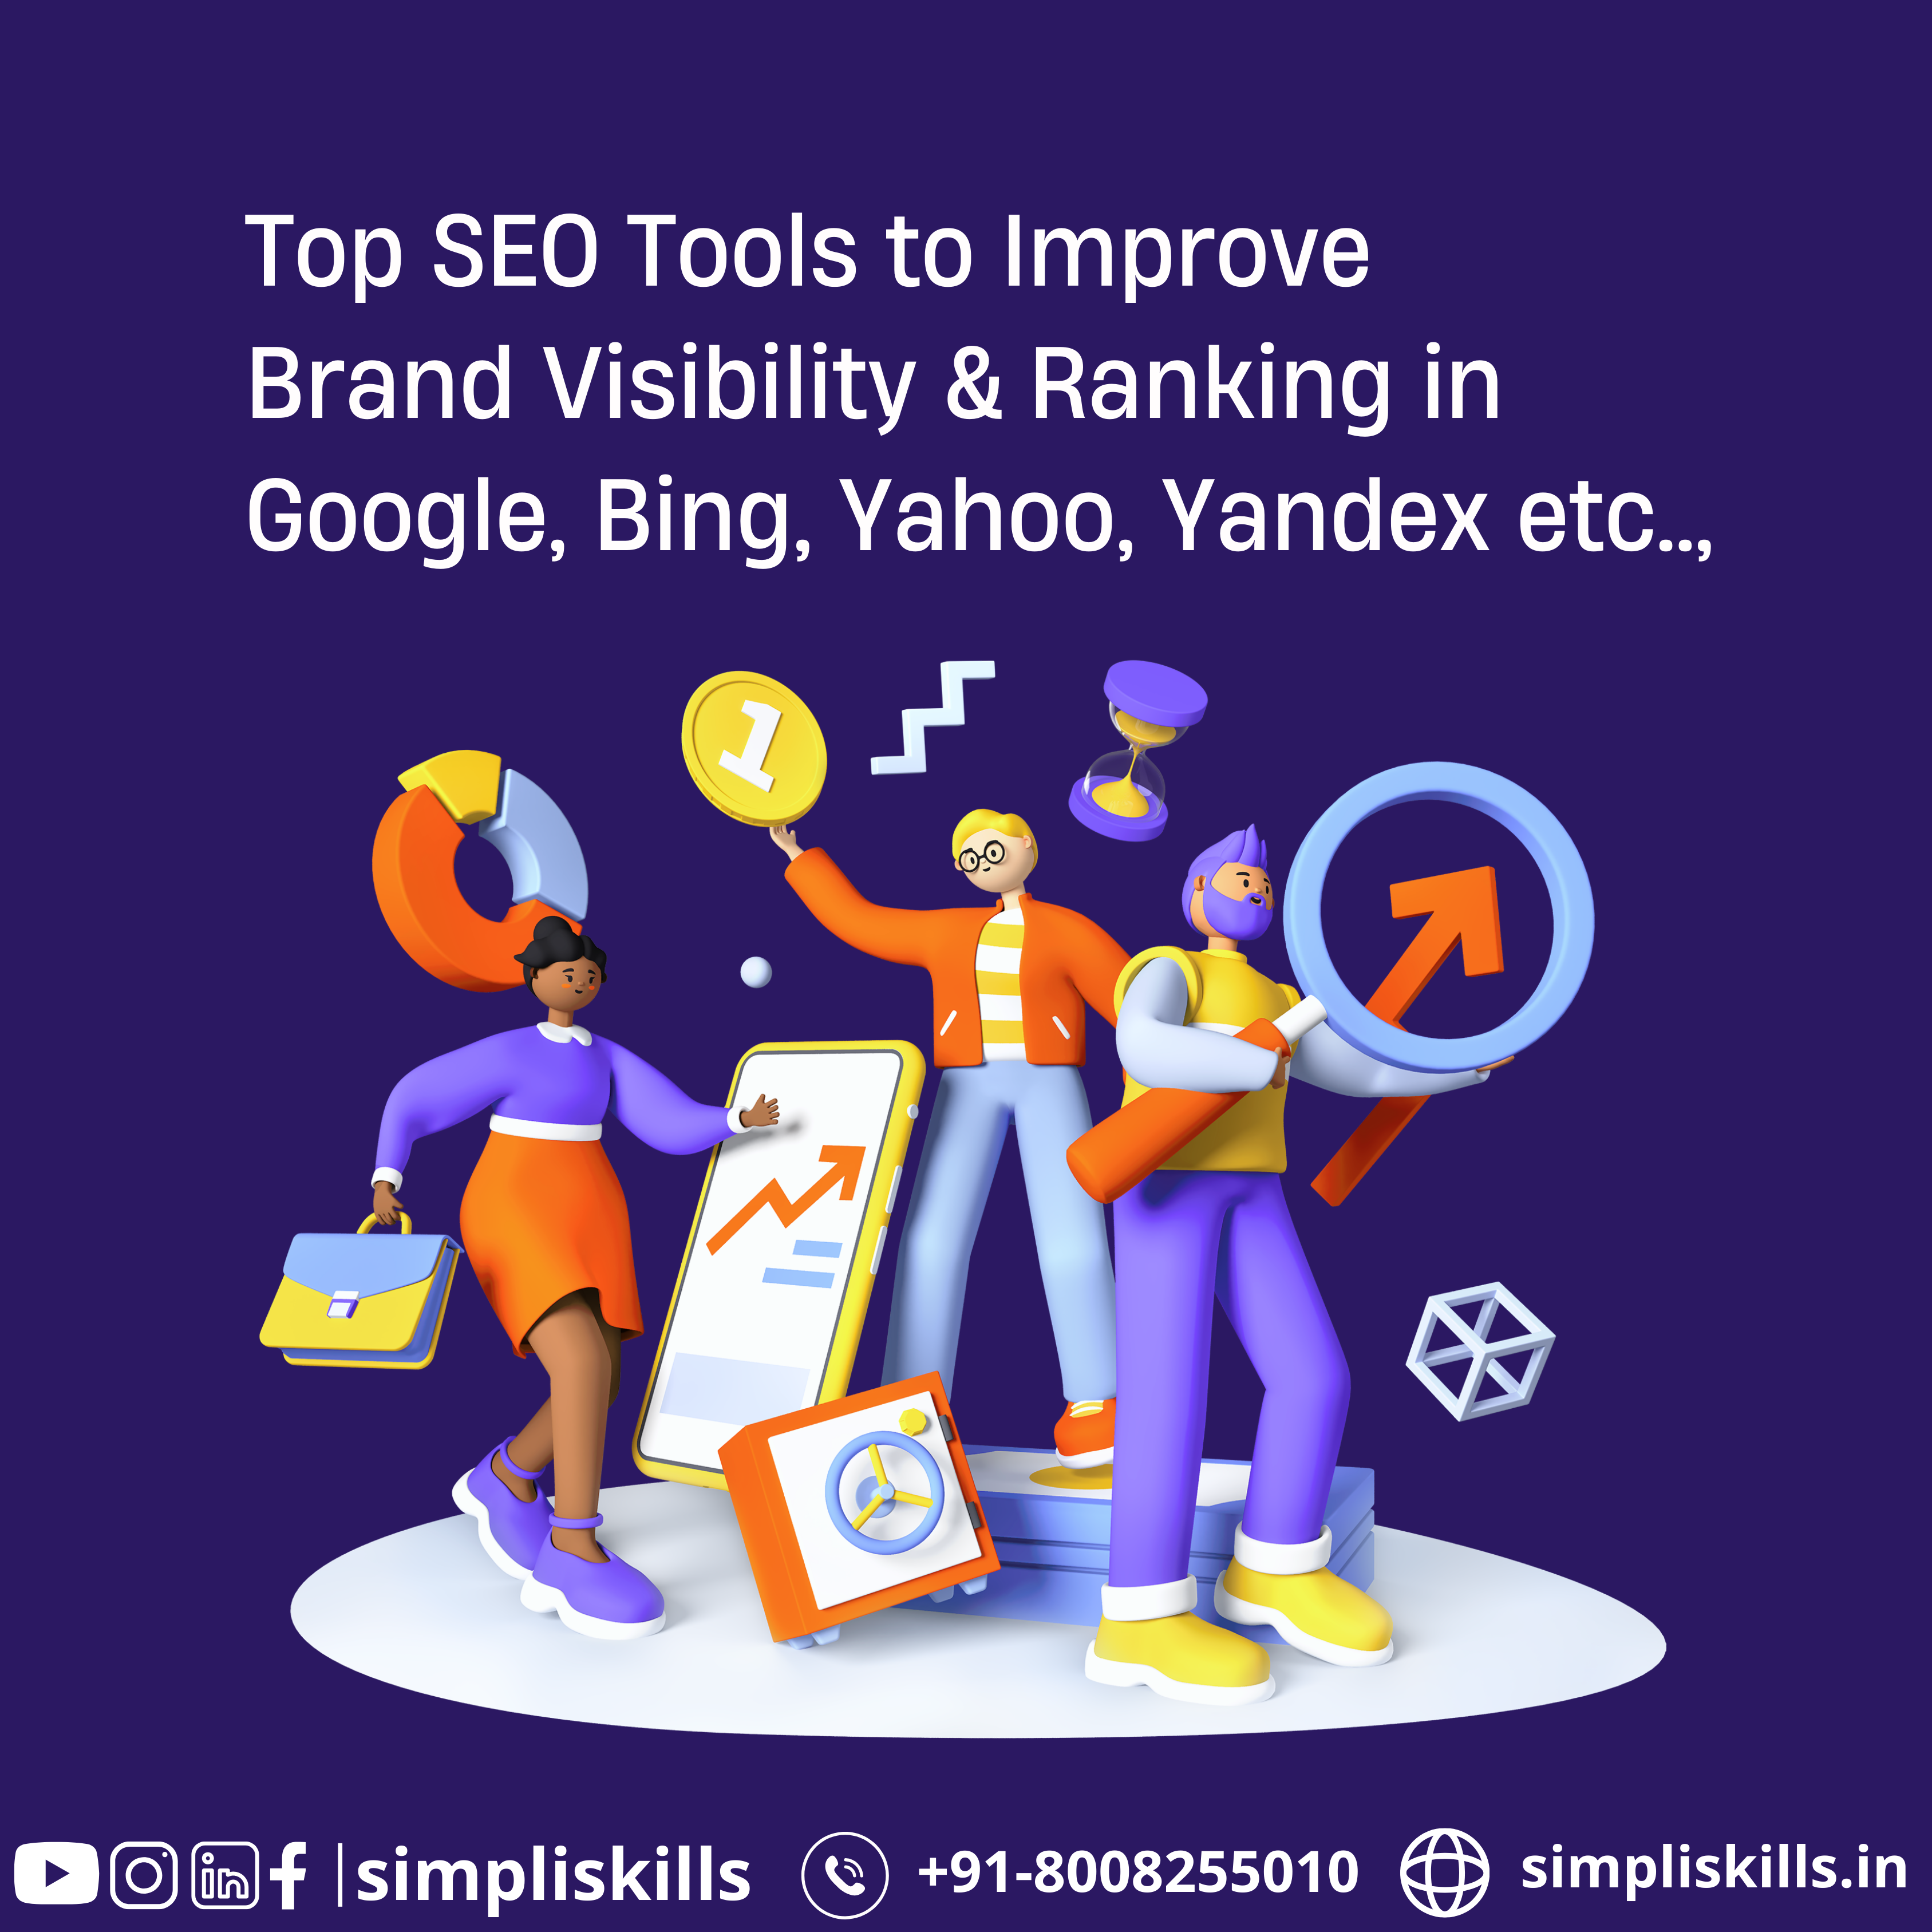 Top SEO Tools to Improve
Brand Visibility & Ranking in
Google, Bing, Yahoo, Yandex etc..,
1
|simpliskills
+91-8008255010
simpliskills.in